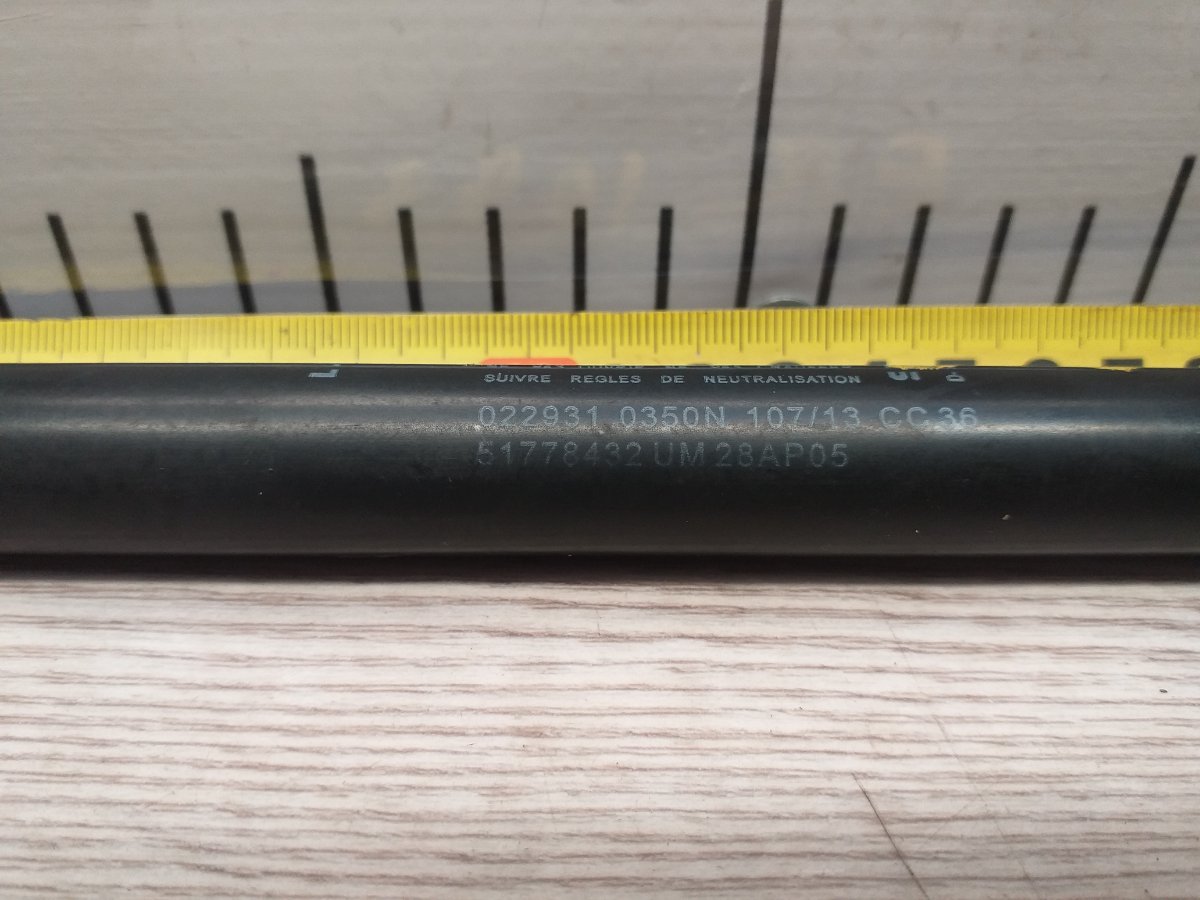 SUIVRE REGLES DE NEUTRALISATION
022931 0350N 107/13 CC36
51778432 UM 28AP05